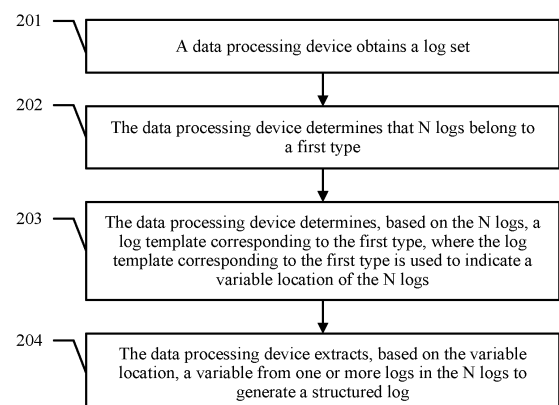 201
A data processing device obtains a log set
202
The data processing device determines that N logs belong to
a first type
203
The data processing device determines, based on the N logs, a
log template corresponding to the first type, where the log
template corresponding to the first type is used to indicate a
variable location of the N logs
204
The data processing device extracts, based on the variable
location, a variable from one or more logs in the N logs to
generate a structured log